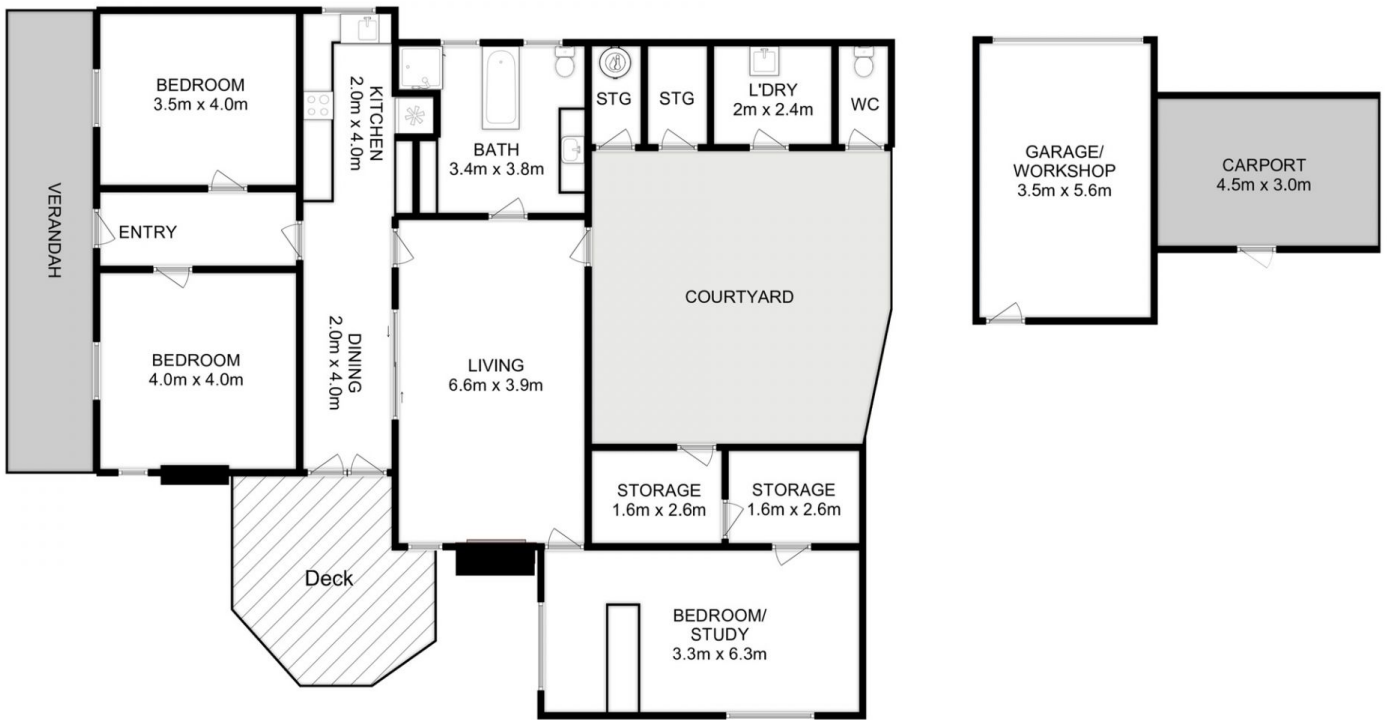 BEDROOM
3.5m x 4.0m
KITCHEN
2.0m x 4.0m
BATH
3.4m x 3.8m
STG
STG
L'DRY
2m x 2.4m
WC
GARAGE/
WORKSHOP
3.5m x 5.6m
CARPORT
4.5m x 3.0m
VERANDAH
ENTRY
COURTYARD
BEDROOM
4.0m x 4.0m
DINING
2.0m x 4.0m
LIVING
6.6m x 3.9m
STORAGE
1.6m x 2.6m
STORAGE
1.6m x 2.6m
Deck
BEDROOM/
STUDY
3.3m x 6.3m